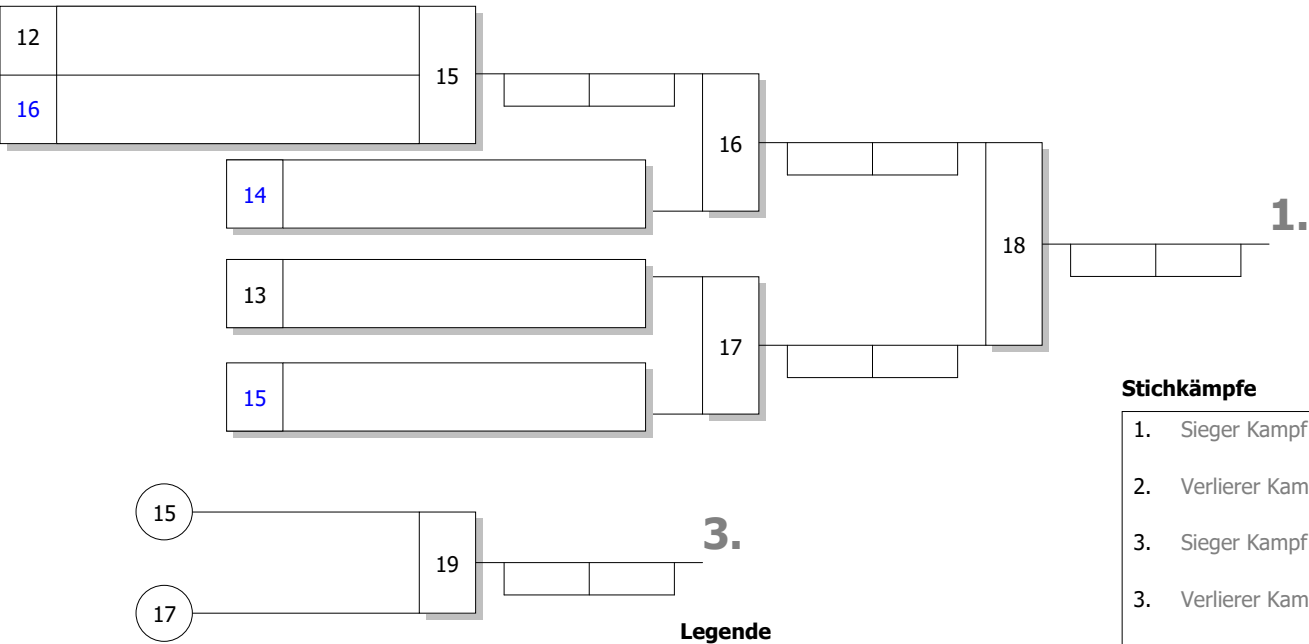 12
15
16
16
14
1.
18
13
17
15
Stichkämpfe
1. Sieger Kampf
2. Verlierer Kam
3. Sieger Kampf
3. Verlierer Kam
15
3.
19
17
Legende